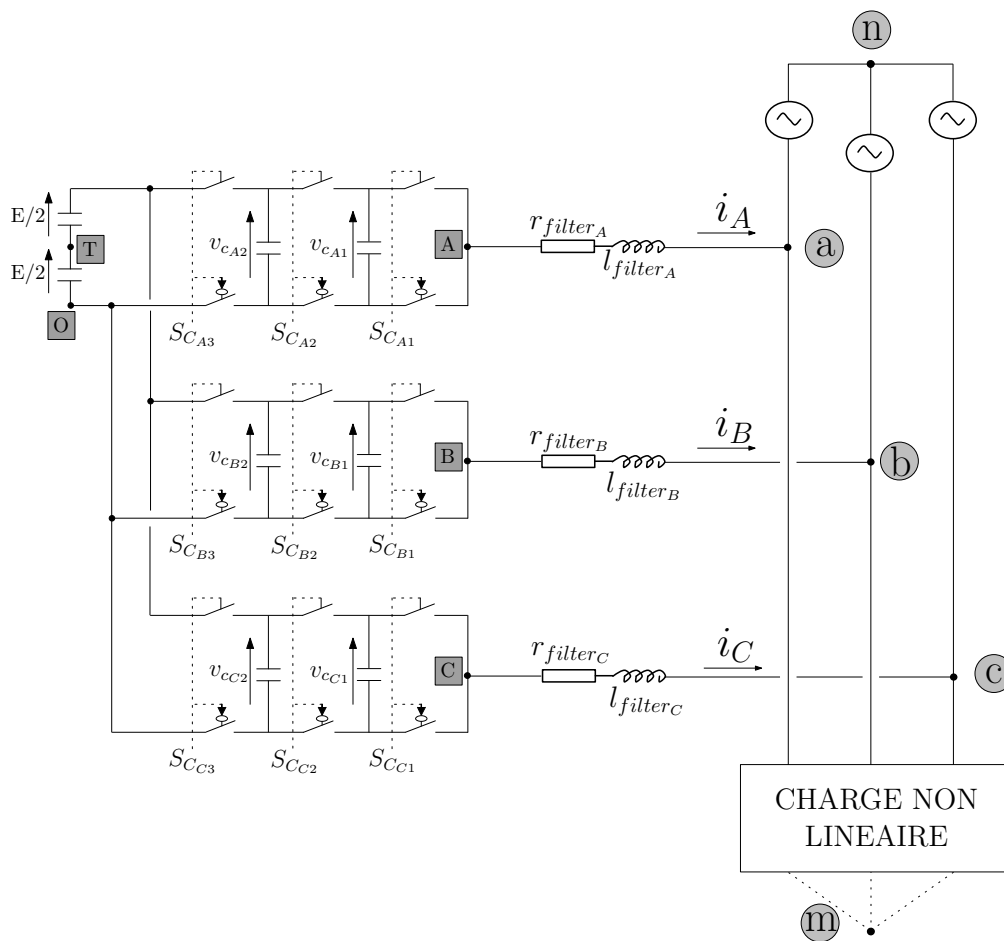 n
E/2
T
E/2
O
v_{c_{A2}}
v_{c_{A1}}
A
r_{filter_A}
l_{filter_A}
i_A
a
S_{C_{A3}}
S_{C_{A2}}
S_{C_{A1}}
v_{c_{B2}}
v_{c_{B1}}
B
r_{filter_B}
l_{filter_B}
i_B
b
S_{C_{B3}}
S_{C_{B2}}
S_{C_{B1}}
v_{c_{C2}}
v_{c_{C1}}
C
r_{filter_C}
l_{filter_C}
i_C
c
S_{C_{C3}}
S_{C_{C2}}
S_{C_{C1}}
CHARGE NON
LINEAIRE
m